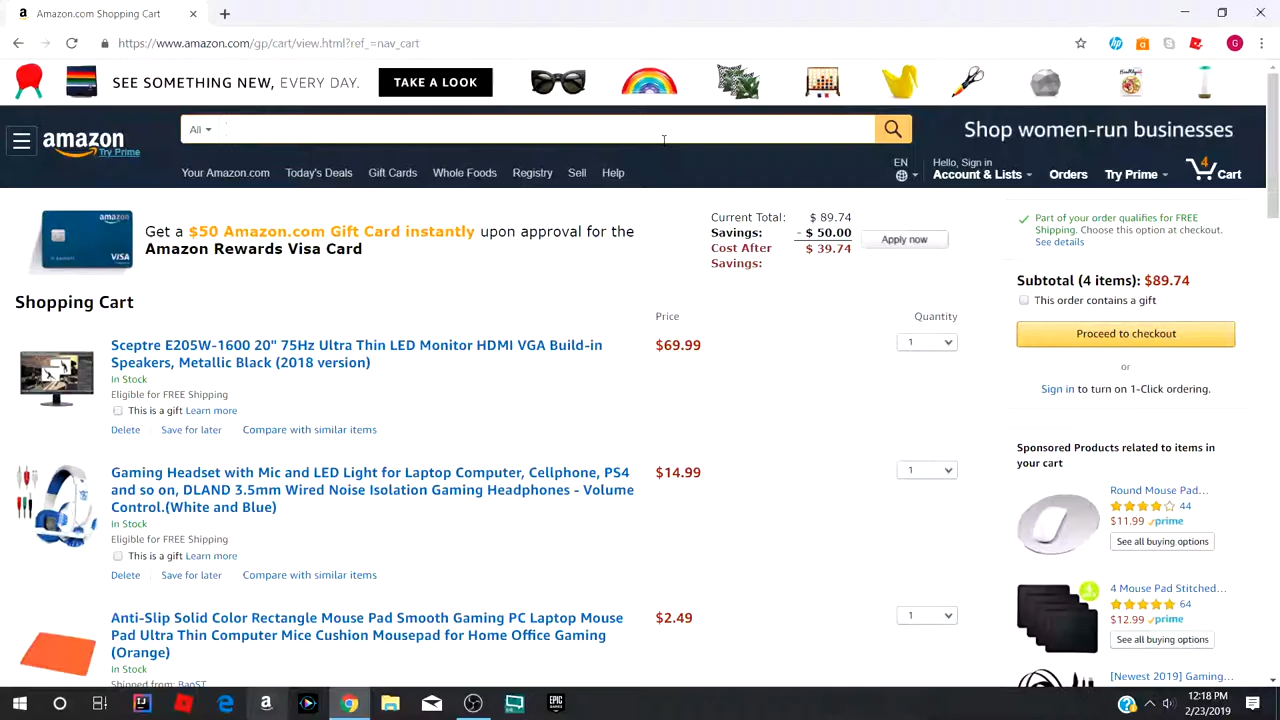 Amazon.com Shopping Cart
https://www.amazon.com/gp/cart/view.html?ref_=nav_cart
SEE SOMETHING NEW, EVERY DAY. TAKE A LOOK
All
amazon
Try Prime
Shop women-run businesses
Your Amazon.com Today's Deals Gift Cards Whole Foods Registry Sell Help
EN
Hello, Sign in
Account & Lists Orders Try Prime 4 Cart
Get a $50 Amazon.com Gift Card instantly upon approval for the
Amazon Rewards Visa Card
amazon
VISA
Current Total: $ 89.74
Savings: - $ 50.00
Cost After $ 39.74
Savings:
Apply now
Part of your order qualifies for FREE
Shipping. Choose this option at checkout.
See details
Subtotal (4 items): $89.74
This order contains a gift
Proceed to checkout
or
Sign in to turn on 1-Click ordering.
Shopping Cart
Price Quantity
Sceptre E205W-1600 20" 75Hz Ultra Thin LED Monitor HDMI VGA Build-in
Speakers, Metallic Black (2018 version)
$69.99
1
In Stock
Eligible for FREE Shipping
This is a gift Learn more
Delete Save for later Compare with similar items
Gaming Headset with Mic and LED Light for Laptop Computer, Cellphone, PS4
and so on, DLAND 3.5mm Wired Noise Isolation Gaming Headphones - Volume
Control.(White and Blue)
$14.99
1
In Stock
Eligible for FREE Shipping
This is a gift Learn more
Delete Save for later Compare with similar items
Anti-Slip Solid Color Rectangle Mouse Pad Smooth Gaming PC Laptop Mouse
Pad Ultra Thin Computer Mice Cushion Mousepad for Home Office Gaming
(Orange)
$2.49
1
In Stock
Shipped from: BaoST
Sponsored Products related to items in
your cart
Round Mouse Pad...
44
$11.99 prime
See all buying options
4 Mouse Pad Stitched...
64
$12.99 prime
See all buying options
[Newest 2019] Gaming...
12:18 PM
2/23/2019